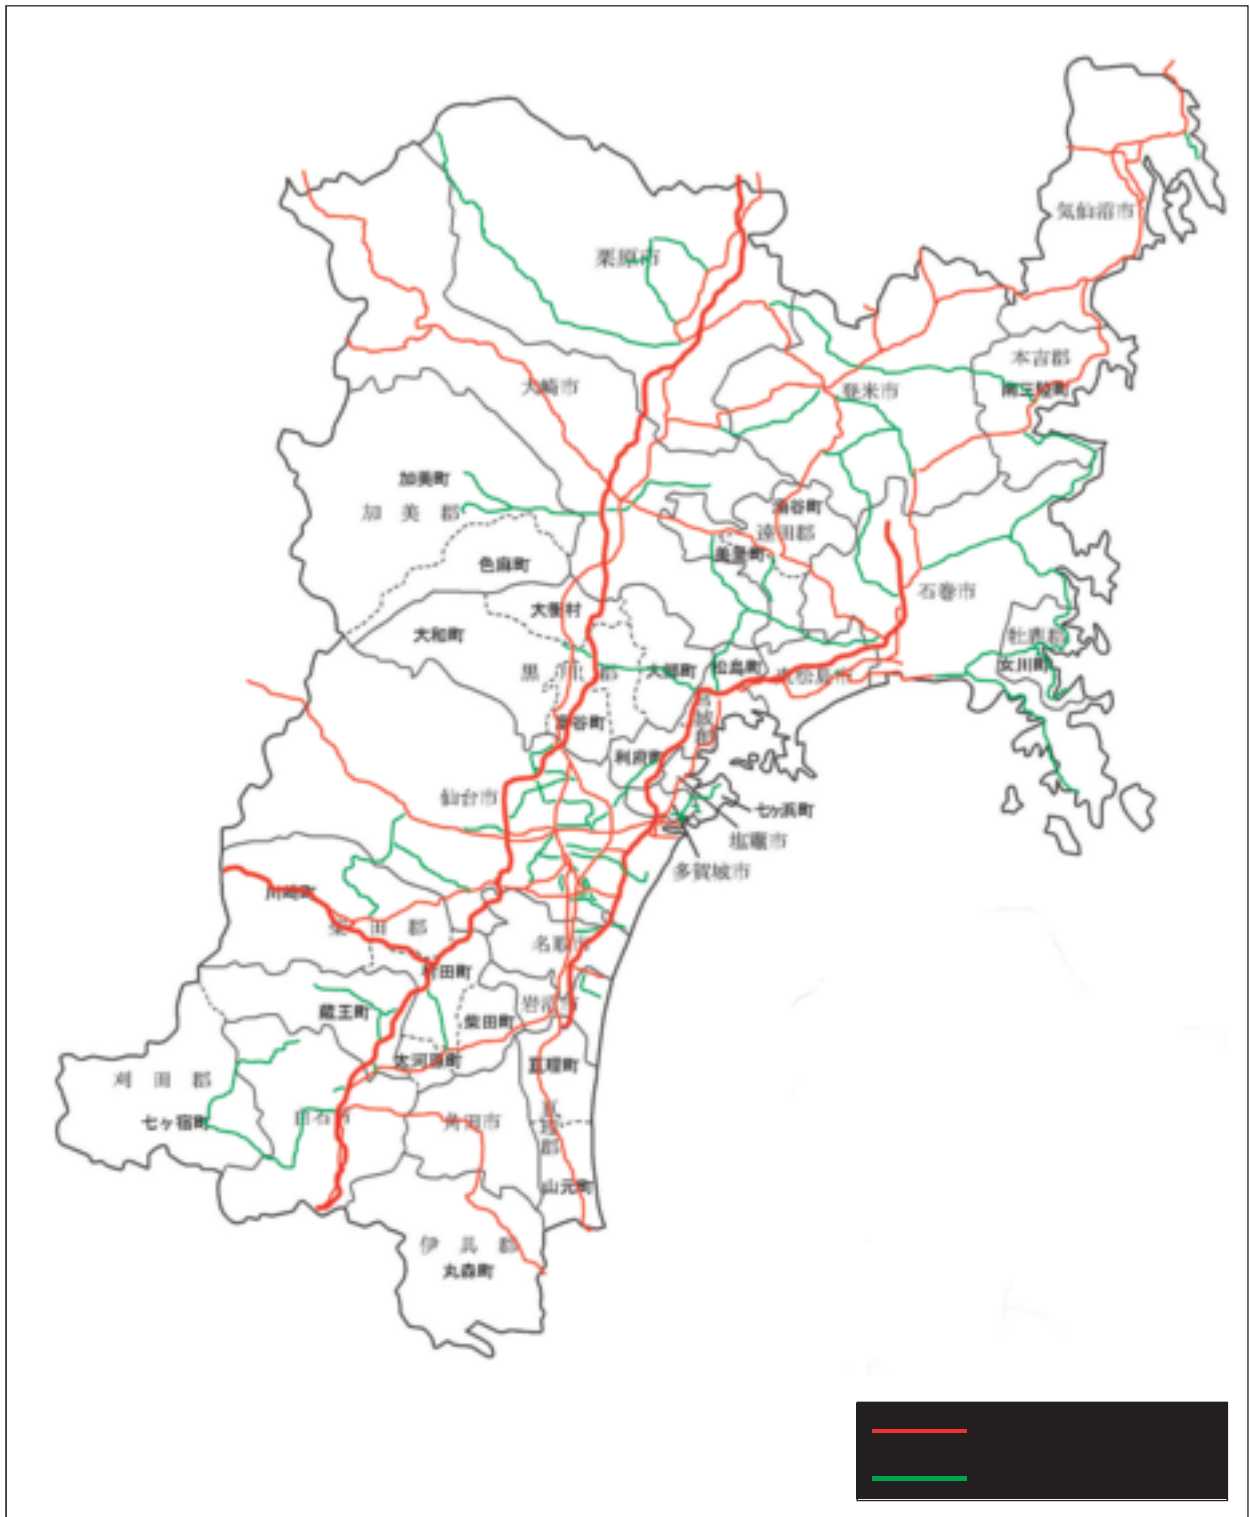 気仙沼市
栗原市
本吉郡
南三陸町
大崎市
登米市
加美町
加美郡
涌谷町
遠田郡
美里町
色麻町
石巻市
大衡村
大和町
牡鹿郡
女川町
黒川郡
大郷町
松島町
東松島市
宮城郡
富谷町
利府町
仙台市
七ヶ浜町
塩竈市
多賀城市
川崎町
柴田郡
名取市
村田町
蔵王町
岩沼市
柴田町
大河原町
亘理町
刈田郡
七ヶ宿町
白石市
角田市
亘理郡
山元町
伊具郡
丸森町